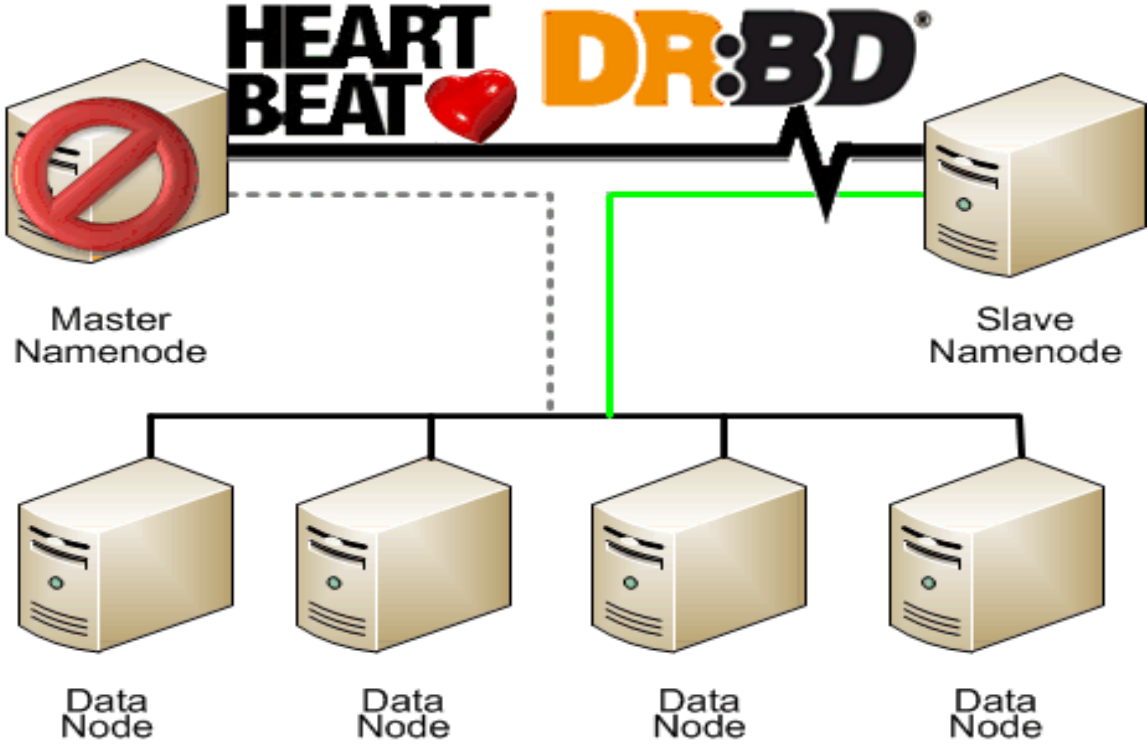 HEART
BEAT
DR:BD®
Master
Namenode
Slave
Namenode
Data
Node
Data
Node
Data
Node
Data
Node